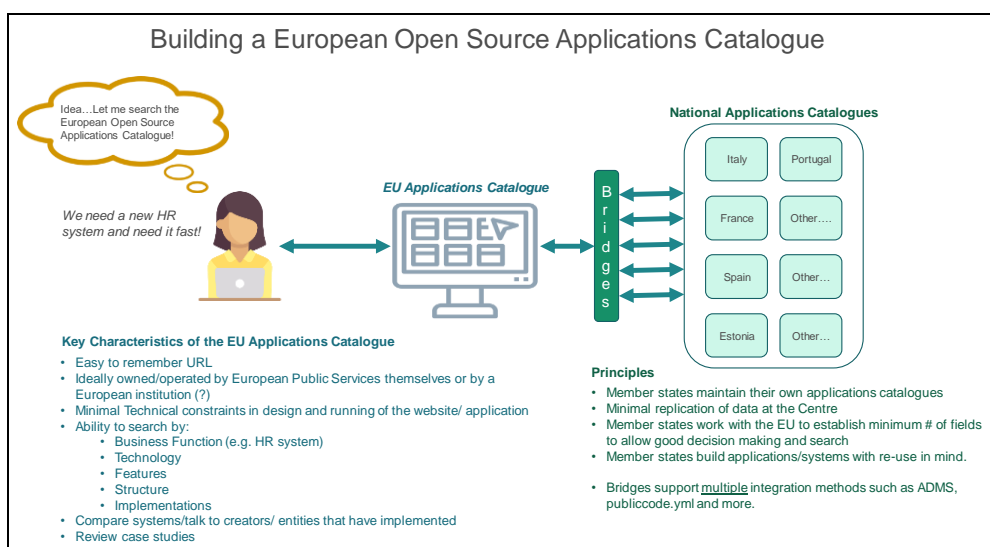 Building a European Open Source Applications Catalogue
Idea…Let me search the
European Open Source
Applications Catalogue!
We need a new HR
system and need it fast!
EU Applications Catalogue
Bridges
National Applications Catalogues
Italy
Portugal
France
Other….
Spain
Other…
Estonia
Other…
Key Characteristics of the EU Applications Catalogue
• Easy to remember URL
• Ideally owned/operated by European Public Services themselves or by a
European institution (?)
• Minimal Technical constraints in design and running of the website/ application
• Ability to search by:
• Business Function (e.g. HR system)
• Technology
• Features
• Structure
• Implementations
• Compare systems/talk to creators/ entities that have implemented
• Review case studies
Principles
• Member states maintain their own applications catalogues
• Minimal replication of data at the Centre
• Member states work with the EU to establish minimum # of fields
to allow good decision making and search
• Member states build applications/systems with re-use in mind.
• Bridges support multiple integration methods such as ADMS,
publiccode.yml and more.